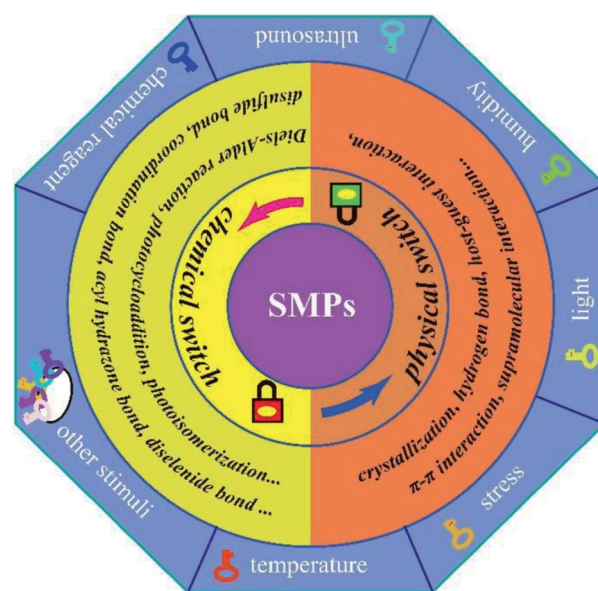 ultrasound
humidity
light
stress
temperature
other stimuli
chemical reagent
disulfide bond, coordination bond, acyl hydrazone bond, diselenide bond ...
Diels-Alder reaction, photocycloaddition, photoisomerization...
chemical switch
crystallization, hydrogen bond, host-guest interaction,
π-π interaction, supramolecular interaction...
physical switch
SMPs